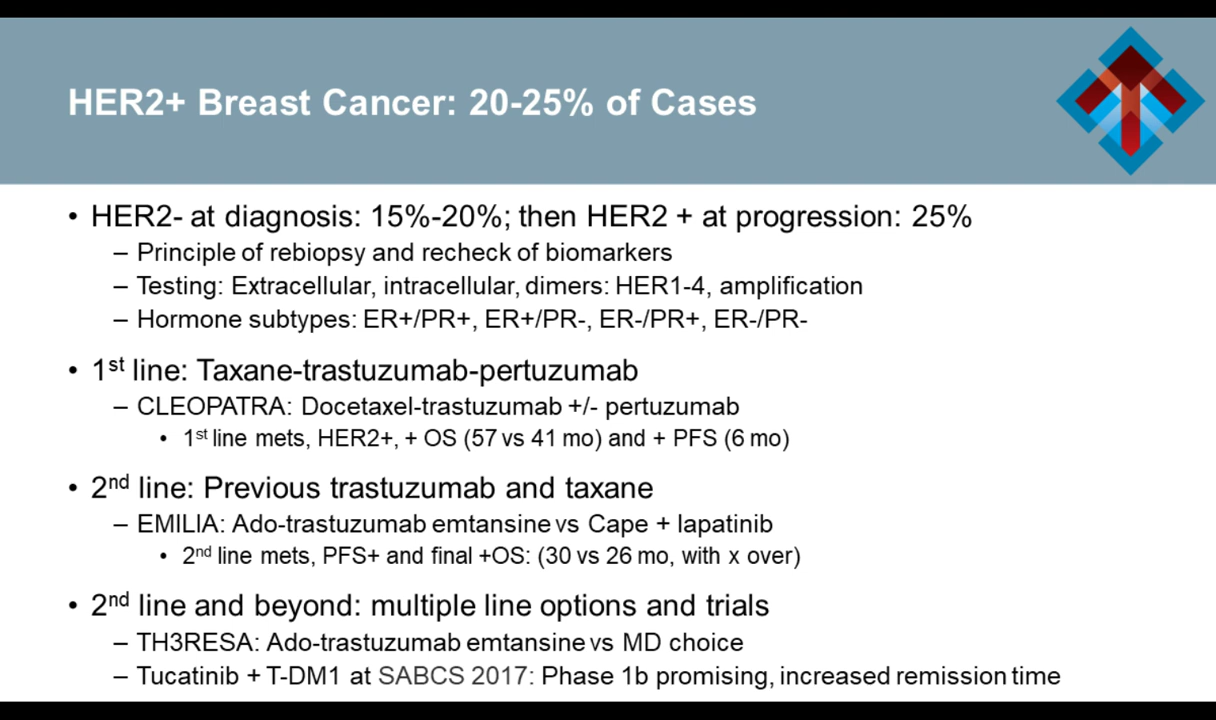 HER2+ Breast Cancer: 20-25% of Cases
• HER2- at diagnosis: 15%-20%; then HER2 + at progression: 25%
– Principle of rebiopsy and recheck of biomarkers
– Testing: Extracellular, intracellular, dimers: HER1-4, amplification
– Hormone subtypes: ER+/PR+, ER+/PR-, ER-/PR+, ER-/PR-
• 1st line: Taxane-trastuzumab-pertuzumab
– CLEOPATRA: Docetaxel-trastuzumab +/- pertuzumab
• 1st line mets, HER2+, + OS (57 vs 41 mo) and + PFS (6 mo)
• 2nd line: Previous trastuzumab and taxane
– EMILIA: Ado-trastuzumab emtansine vs Cape + lapatinib
• 2nd line mets, PFS+ and final +OS: (30 vs 26 mo, with x over)
• 2nd line and beyond: multiple line options and trials
– TH3RESA: Ado-trastuzumab emtansine vs MD choice
– Tucatinib + T-DM1 at SABCS 2017: Phase 1b promising, increased remission time